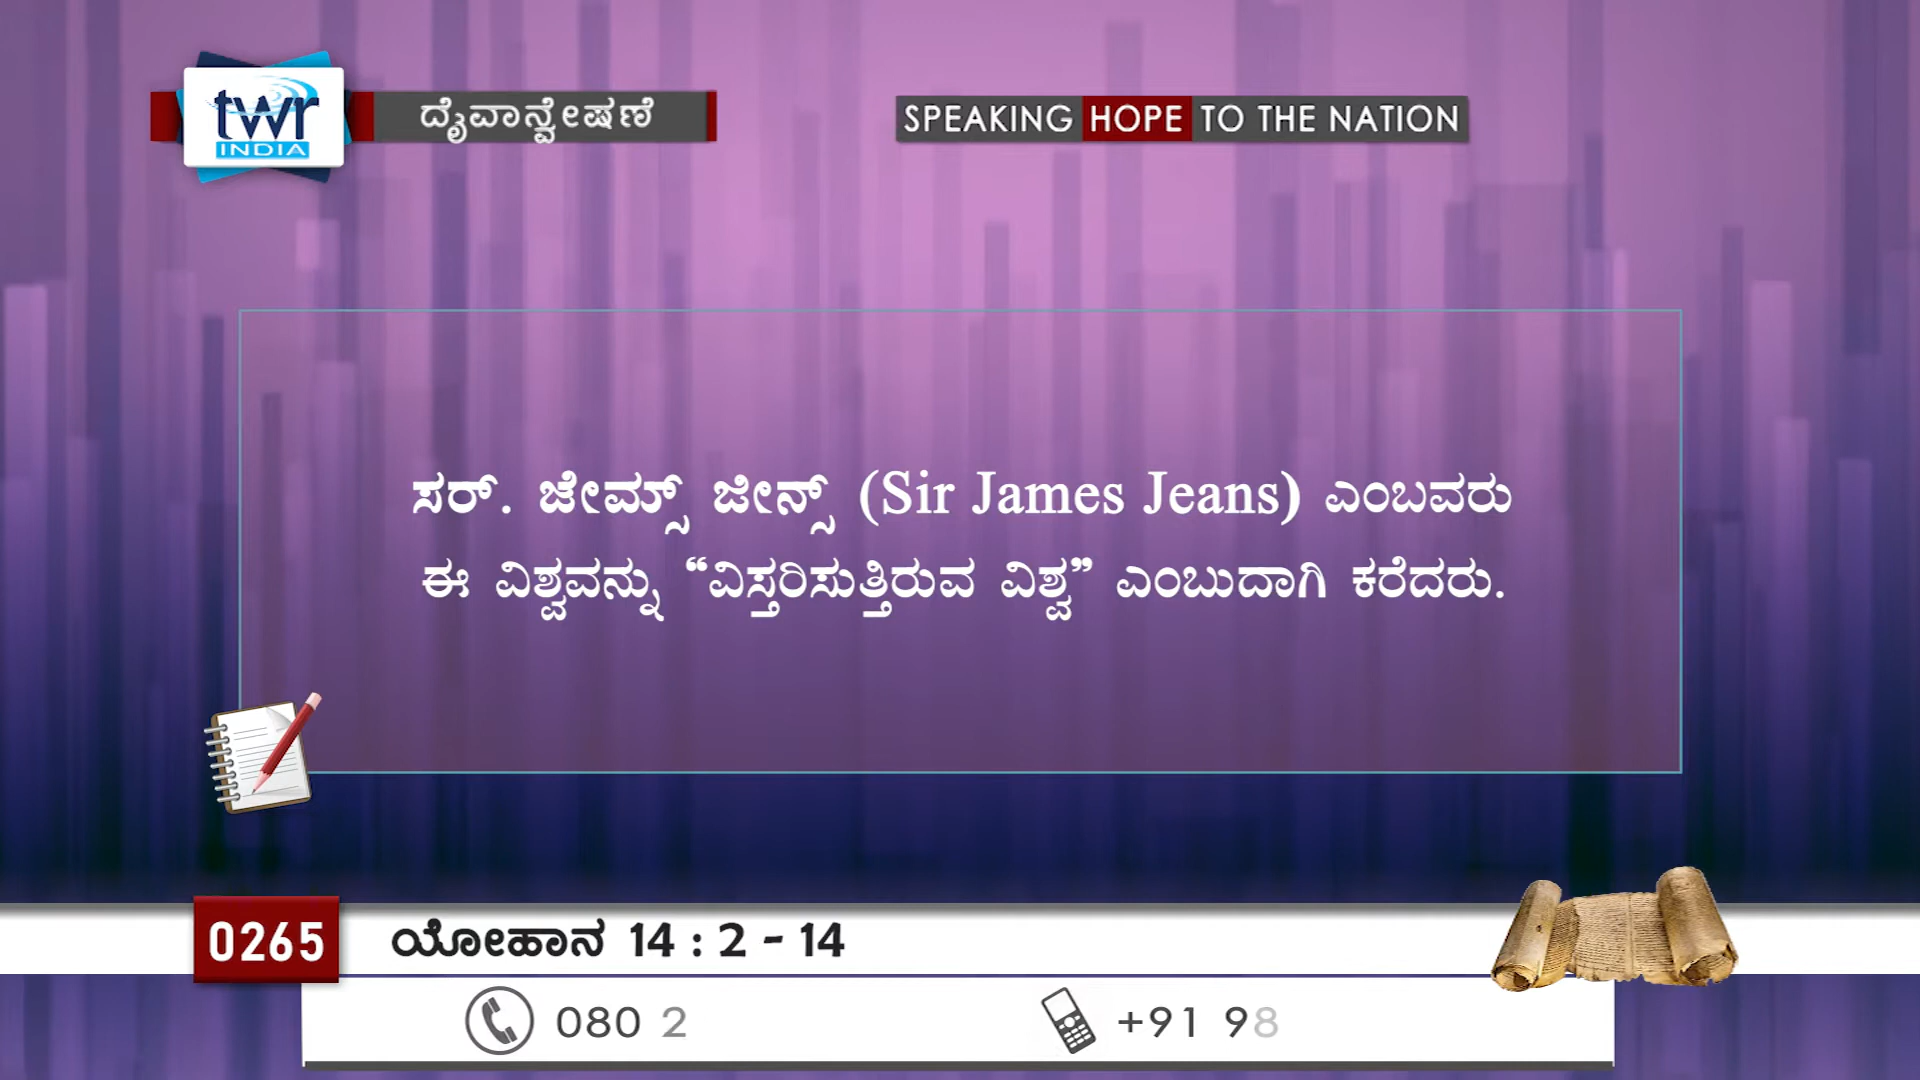 twr
INDIA
ದೈವಾನ್ವೇಷಣೆ
SPEAKING HOPE TO THE NATION
ಸರ್. ಜೇಮ್ಸ್ ಜೀನ್ಸ್ (Sir James Jeans) ಎಂಬವರು
ಈ ವಿಶ್ವವನ್ನು “ವಿಸ್ತರಿಸುತ್ತಿರುವ ವಿಶ್ವ” ಎಂಬುದಾಗಿ ಕರೆದರು.
0265 ಯೋಹಾನ 14 : 2 - 14
080 2 +91 98